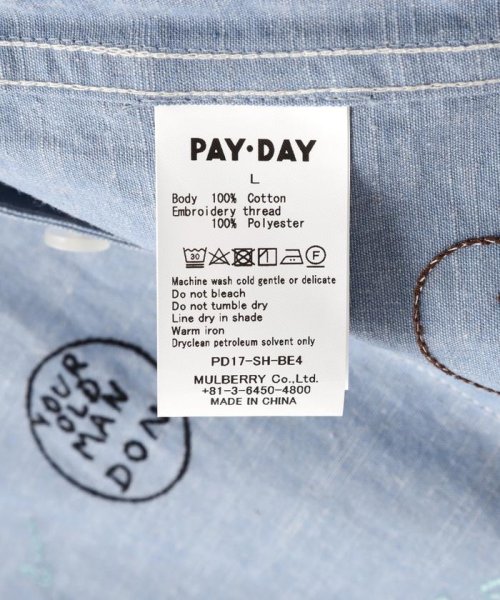 PAY·DAY
L
Body 100% Cotton
Embroidery thread
100% Polyester
30
F
Machine wash cold gentle or delicate
Do not bleach
Do not tumble dry
Line dry in shade
Warm iron
Dryclean petroleum solvent only
PD17-SH-BE4
MULBERRY Co.,Ltd.
+81-3-6450-4800
MADE IN CHINA
YOUR
OLD
MAN
DON